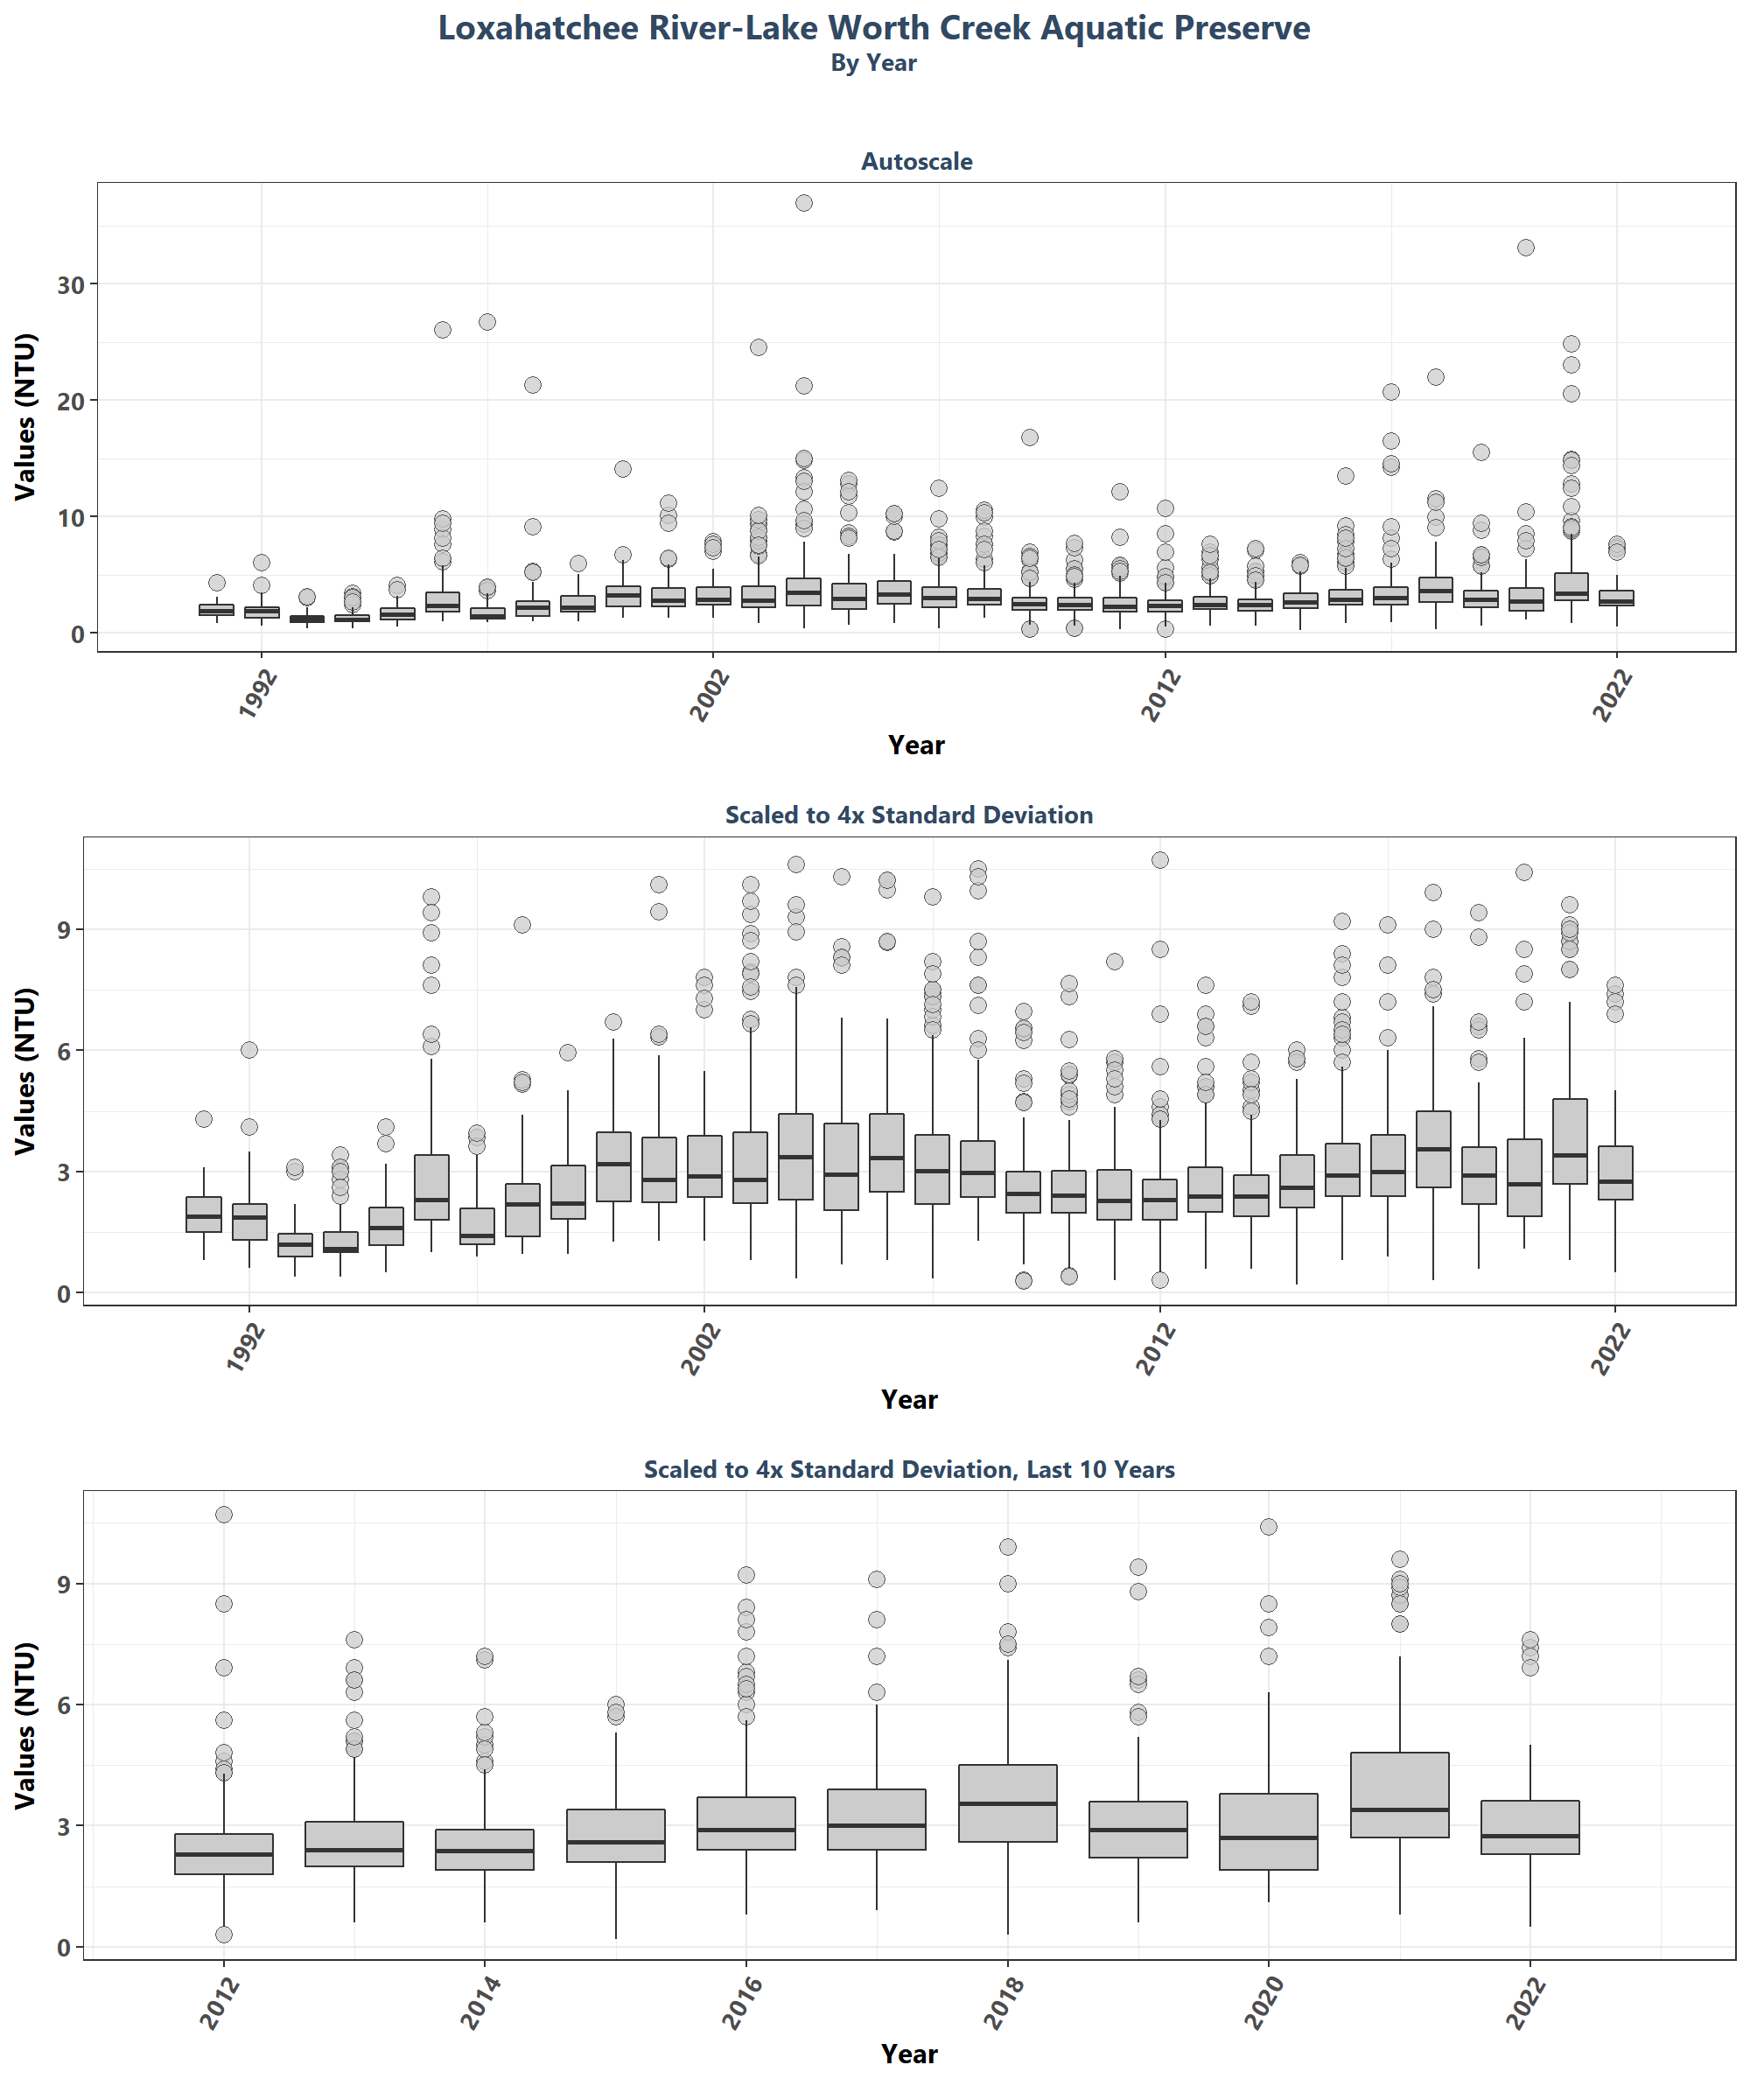 Loxahatchee River-Lake Worth Creek Aquatic Preserve
By Year
Autoscale
Values (NTU)
30
20
10
0
1992
2002
2012
2022
Year
Scaled to 4x Standard Deviation
Values (NTU)
9
6
3
0
1992
2002
2012
2022
Year
Scaled to 4x Standard Deviation, Last 10 Years
Values (NTU)
9
6
3
0
2012
2014
2016
2018
2020
2022
Year